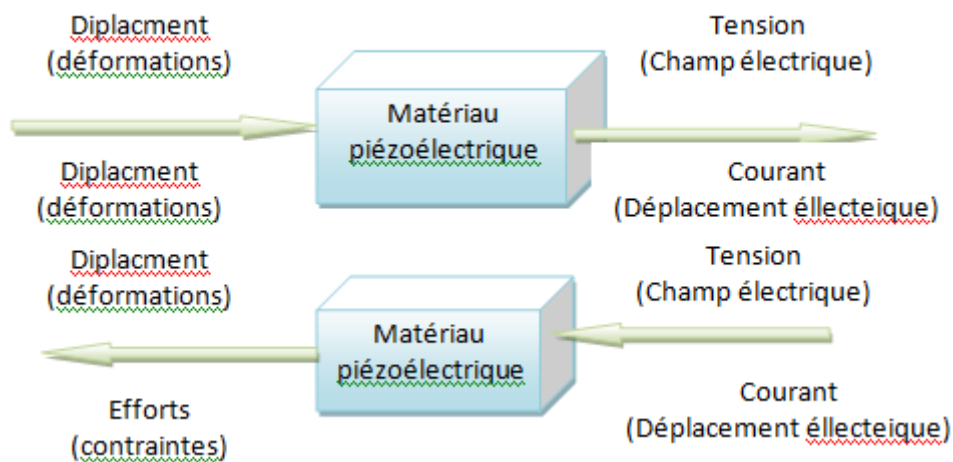 Diplacment
(déformations)
Matériau
piézoélectrique
Tension
(Champ électrique)
Diplacment
(déformations)
Courant
(Déplacement éllecteique)
Diplacment
(déformations)
Matériau
piézoélectrique
Tension
(Champ électrique)
Efforts
(contraintes)
Courant
(Déplacement éllecteique)